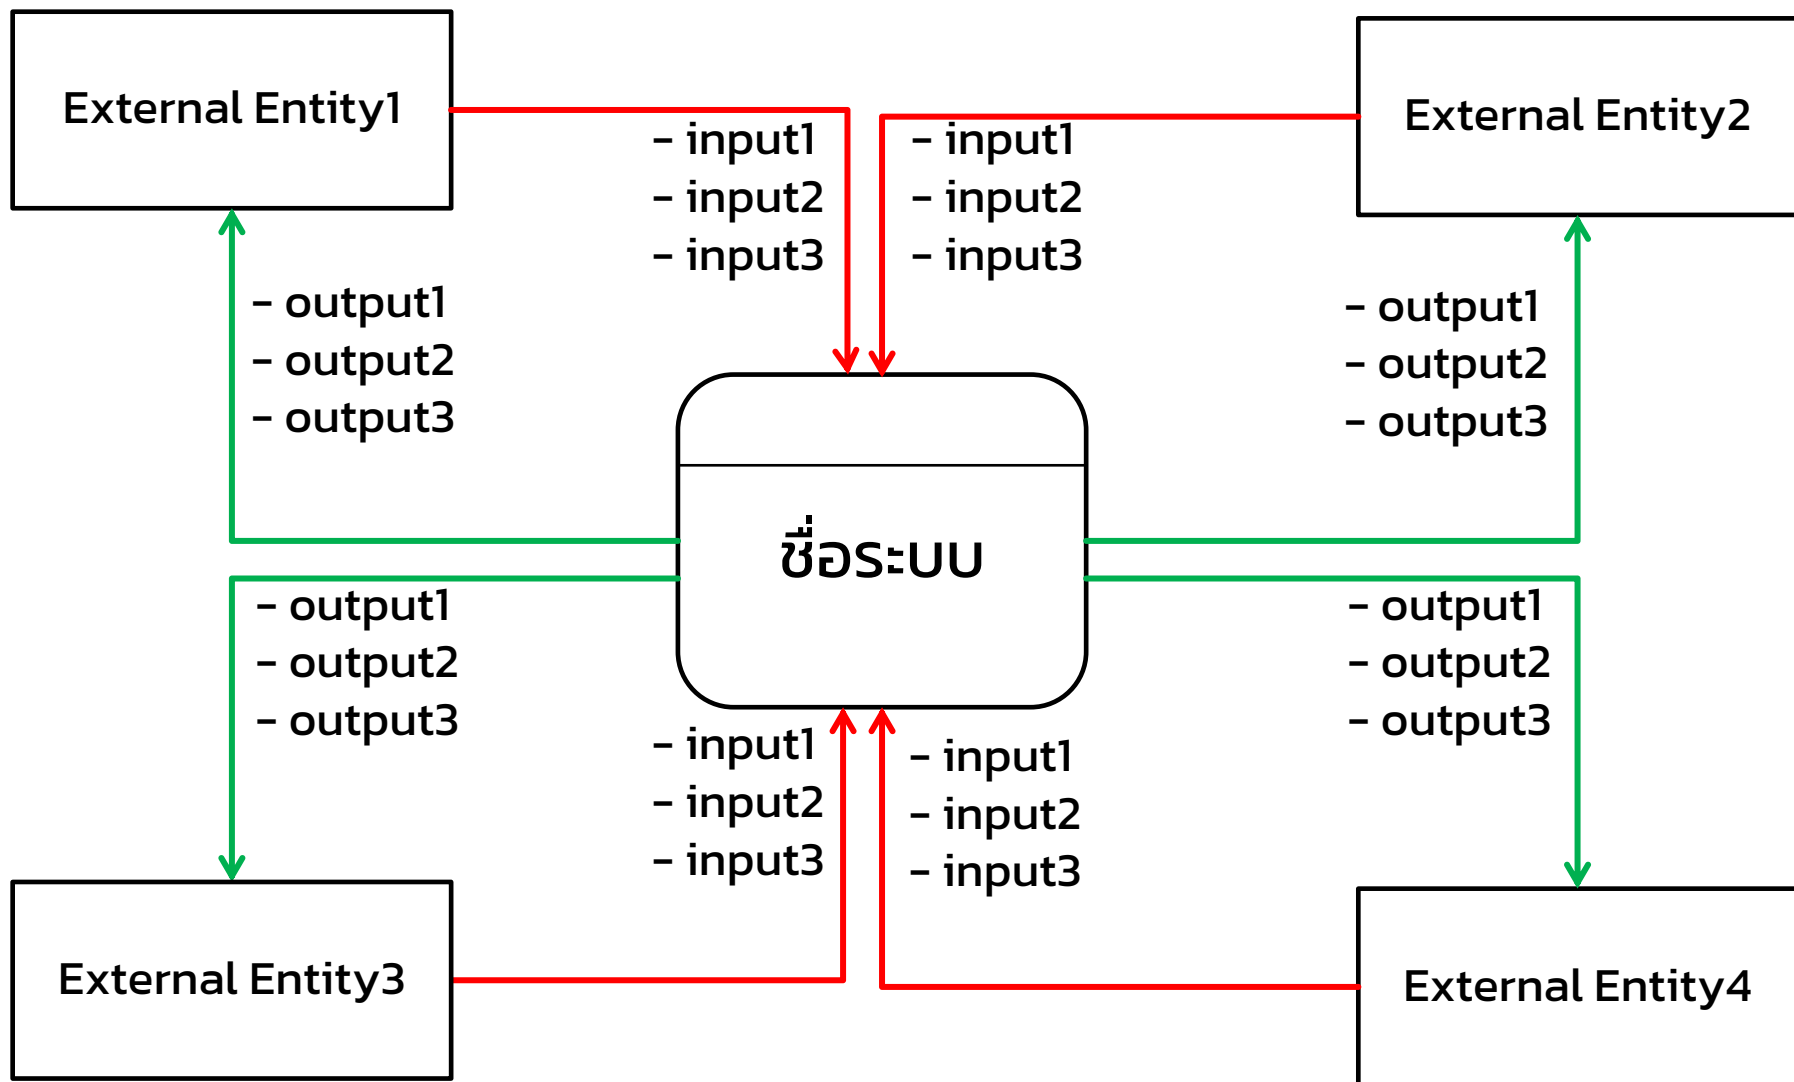 External Entity1
External Entity2
- input1
- input2
- input3
- input1
- input2
- input3
- output1
- output2
- output3
- output1
- output2
- output3
ชื่อระบบ
- output1
- output2
- output3
- output1
- output2
- output3
- input1
- input2
- input3
- input1
- input2
- input3
External Entity3
External Entity4